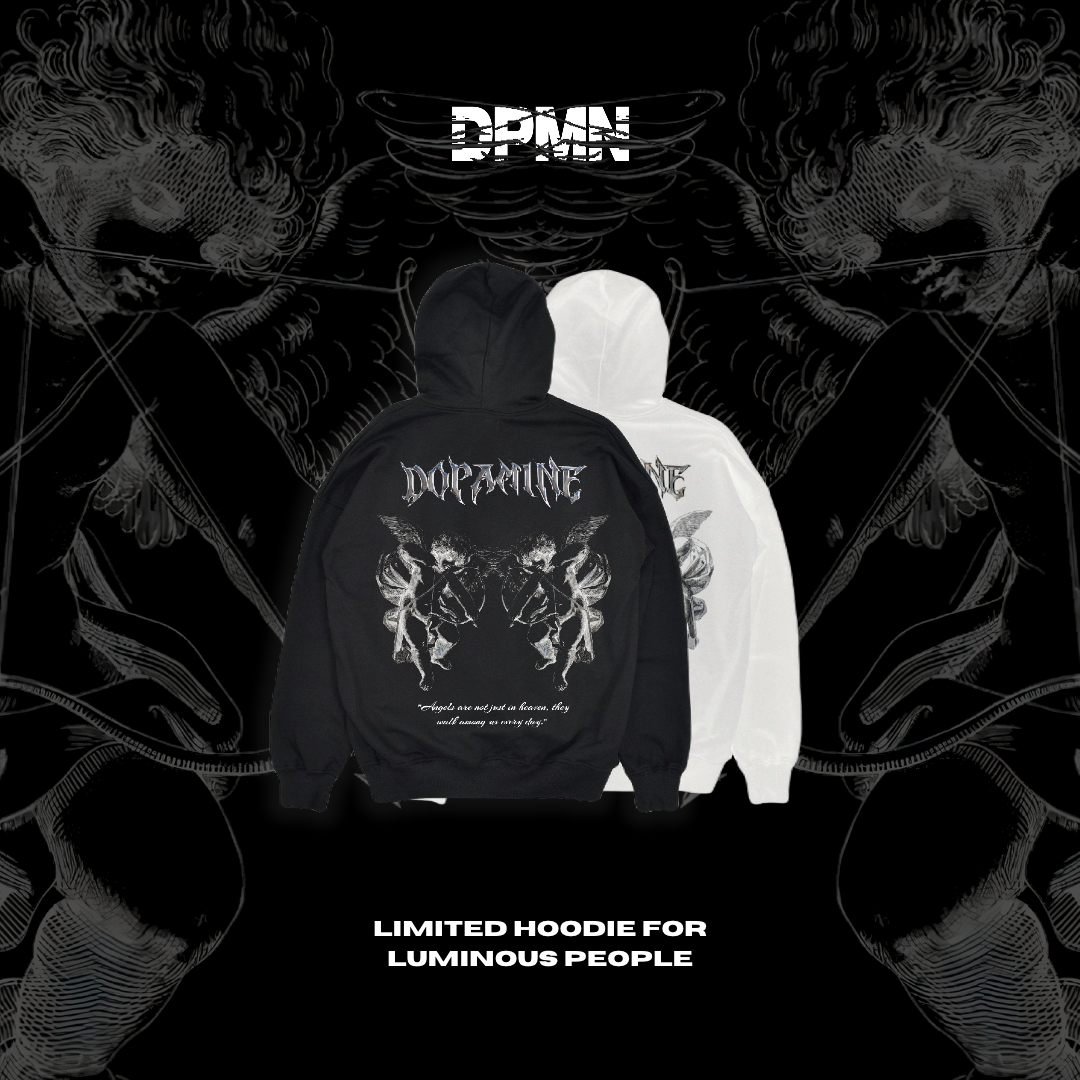 DPMN
DOPAMINE
NE
"Angels are not just in heaven, they
walk among us every day."
LIMITED HOODIE FOR
LUMINOUS PEOPLE